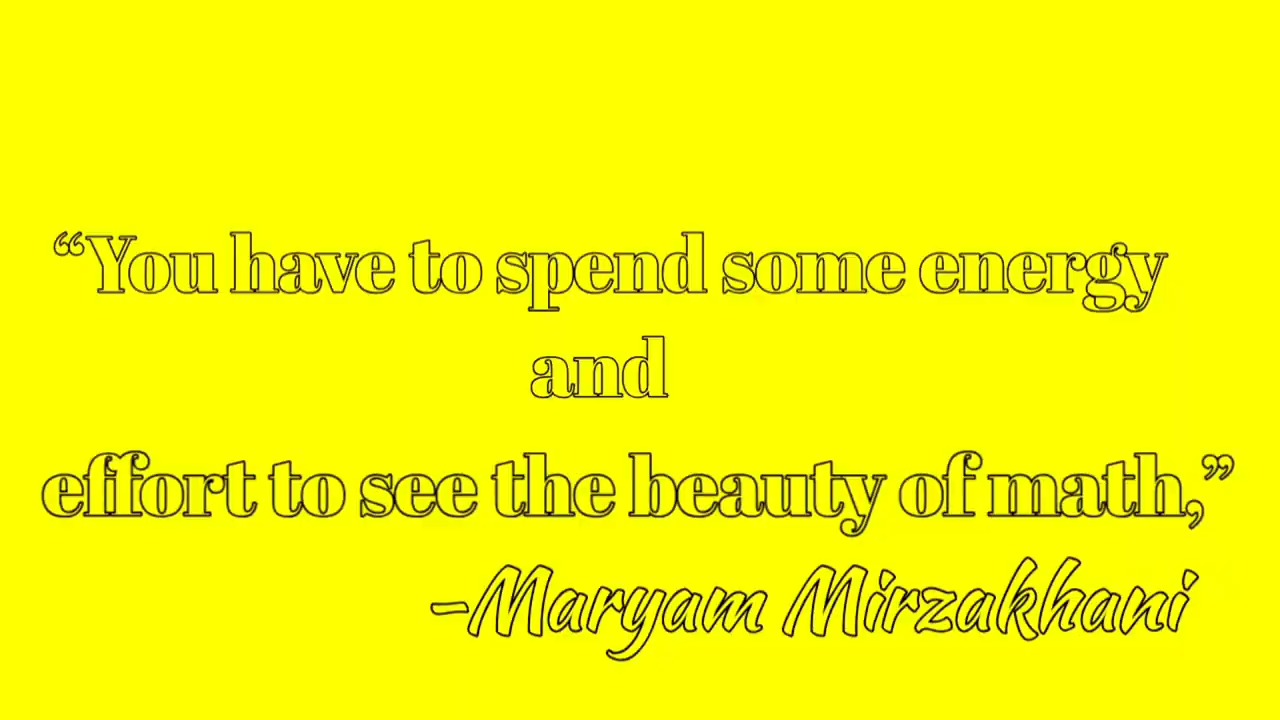 “You have to spend some energy
and
effort to see the beauty of math,”
-Maryam Mirzakhani